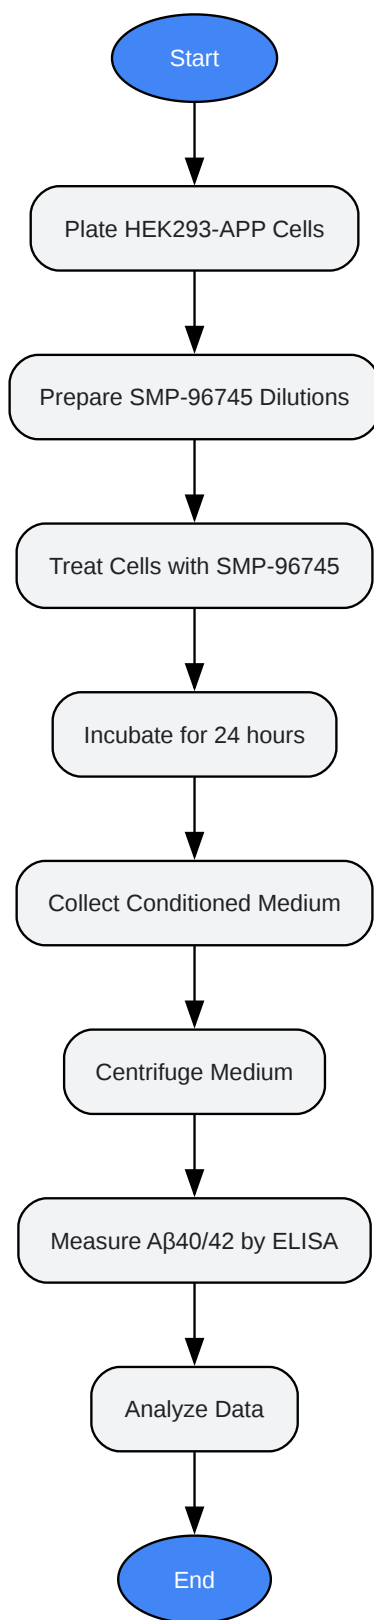 Start
Plate HEK293-APP Cells
Prepare SMP-96745 Dilutions
Treat Cells with SMP-96745
Incubate for 24 hours
Collect Conditioned Medium
Centrifuge Medium
Measure Aβ40/42 by ELISA
Analyze Data
End